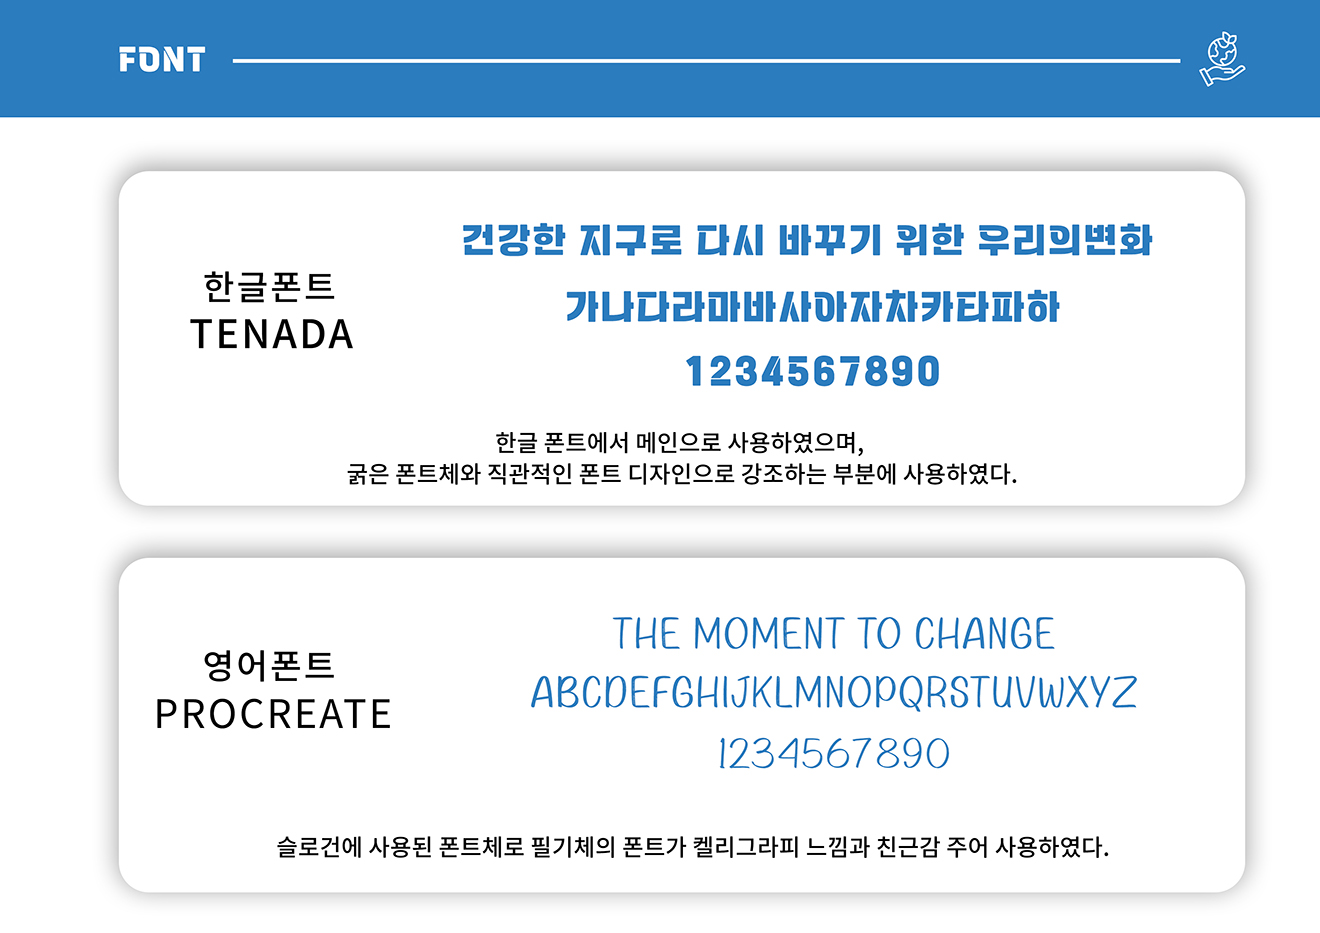 FONT
한글폰트
TENADA
건강한 지구로 다시 바꾸기 위한 우리의변화
가나다라마바사아자차카타파하
1234567890
한글 폰트에서 메인으로 사용하였으며,
굵은 폰트체와 직관적인 폰트 디자인으로 강조하는 부분에 사용하였다.
영어폰트
PROCREATE
THE MOMENT TO CHANGE
ABCDEFGHIJKLMNOPQRSTUVWXYZ
1234567890
슬로건에 사용된 폰트체로 필기체의 폰트가 켈리그라피 느낌과 친근감 주어 사용하였다.